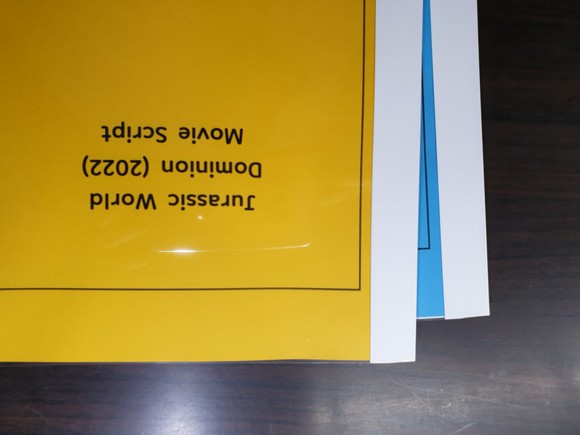 Jurassic World
Dominion (2022)
Movie Script